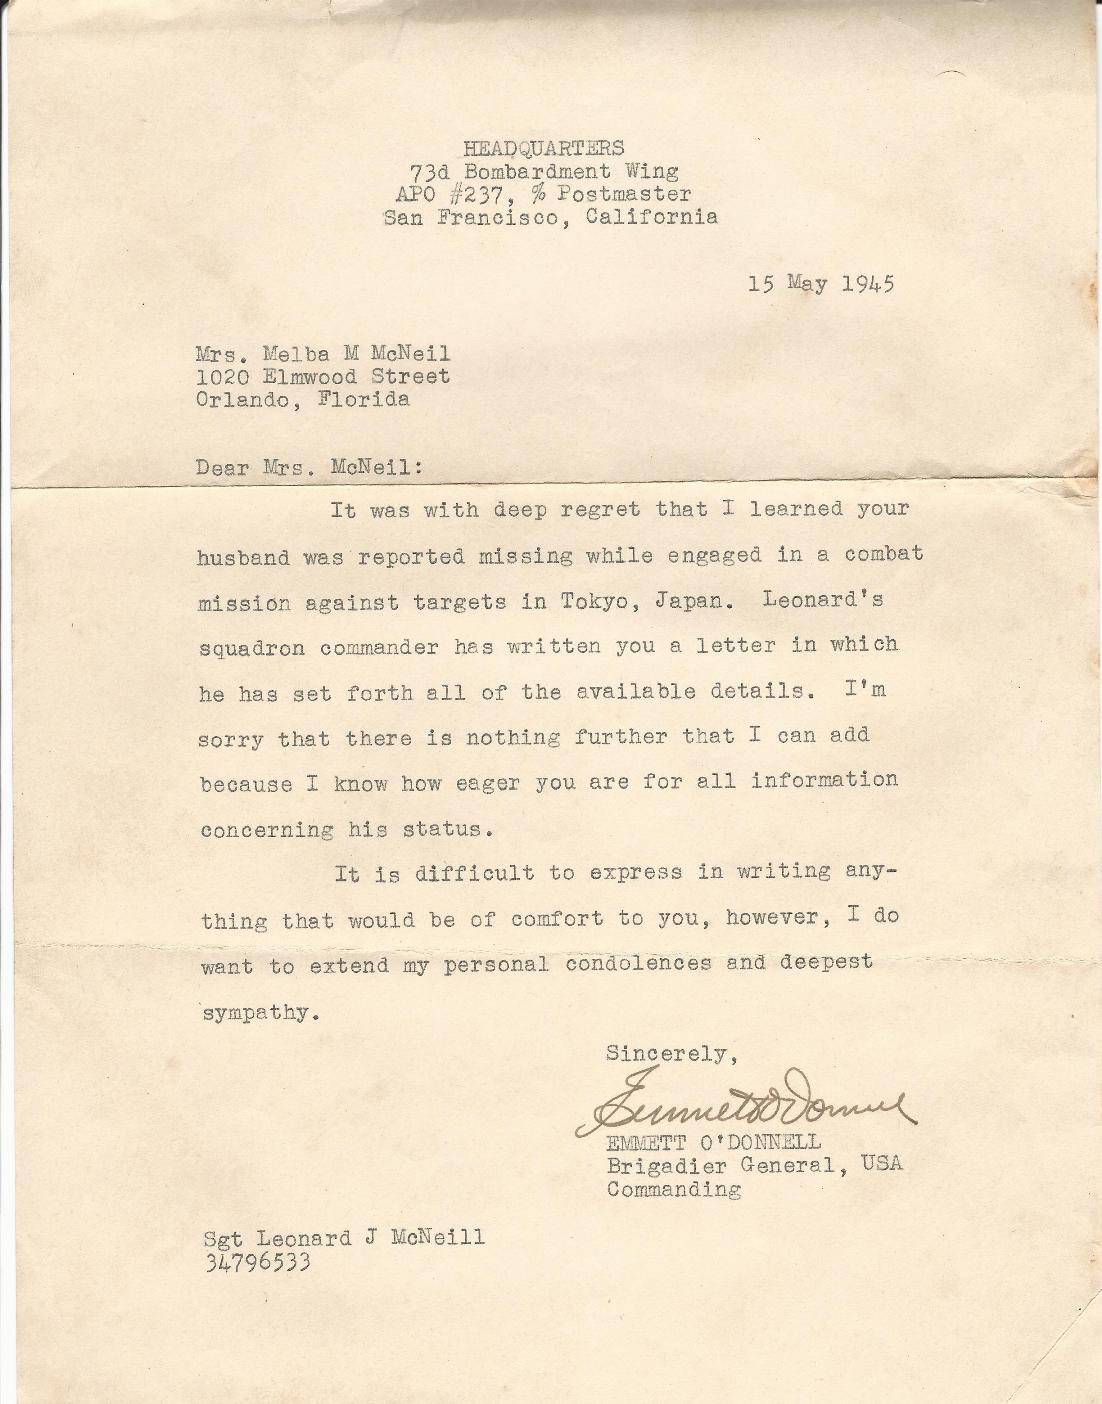 HEADQUARTERS
73d Bombardment Wing
APO #237, % Postmaster
San Francisco, California
15 May 1945
Mrs. Melba M McNeil
1020 Elmwood Street
Orlando, Florida
Dear Mrs. McNeil:
It was with deep regret that I learned your
husband was reported missing while engaged in a combat
mission against targets in Tokyo, Japan. Leonard's
squadron commander has written you a letter in which
he has set forth all of the available details. I'm
sorry that there is nothing further that I can add
because I know how eager you are for all information
concerning his status.
It is difficult to express in writing any-
thing that would be of comfort to you, however, I do
want to extend my personal condolences and deepest
sympathy.
Sincerely,
Emmett O'Donnell
EMMETT O'DONNELL
Brigadier General, USA
Commanding
Sgt Leonard J McNeill
34796533